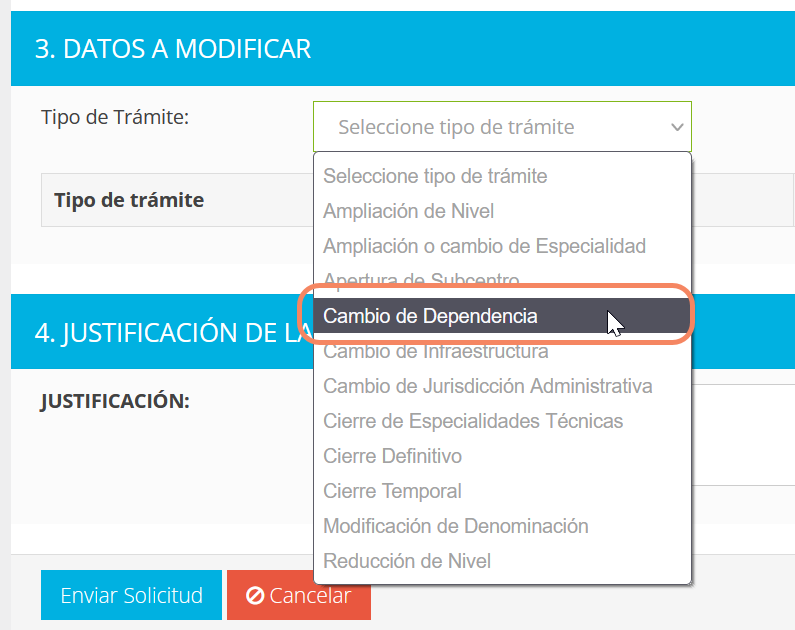 3. DATOS A MODIFICAR
Tipo de Trámite:
Seleccione tipo de trámite
Seleccione tipo de trámite
Tipo de trámite
Ampliación de Nivel
Ampliación o cambio de Especialidad
Apertura de Subcentro
Cambio de Dependencia
4. JUSTIFICACIÓN DE LA
Cambio de Infraestructura
Cambio de Jurisdicción Administrativa
JUSTIFICACIÓN:
Cierre de Especialidades Técnicas
Cierre Definitivo
Cierre Temporal
Modificación de Denominación
Reducción de Nivel
Enviar Solicitud
Cancelar